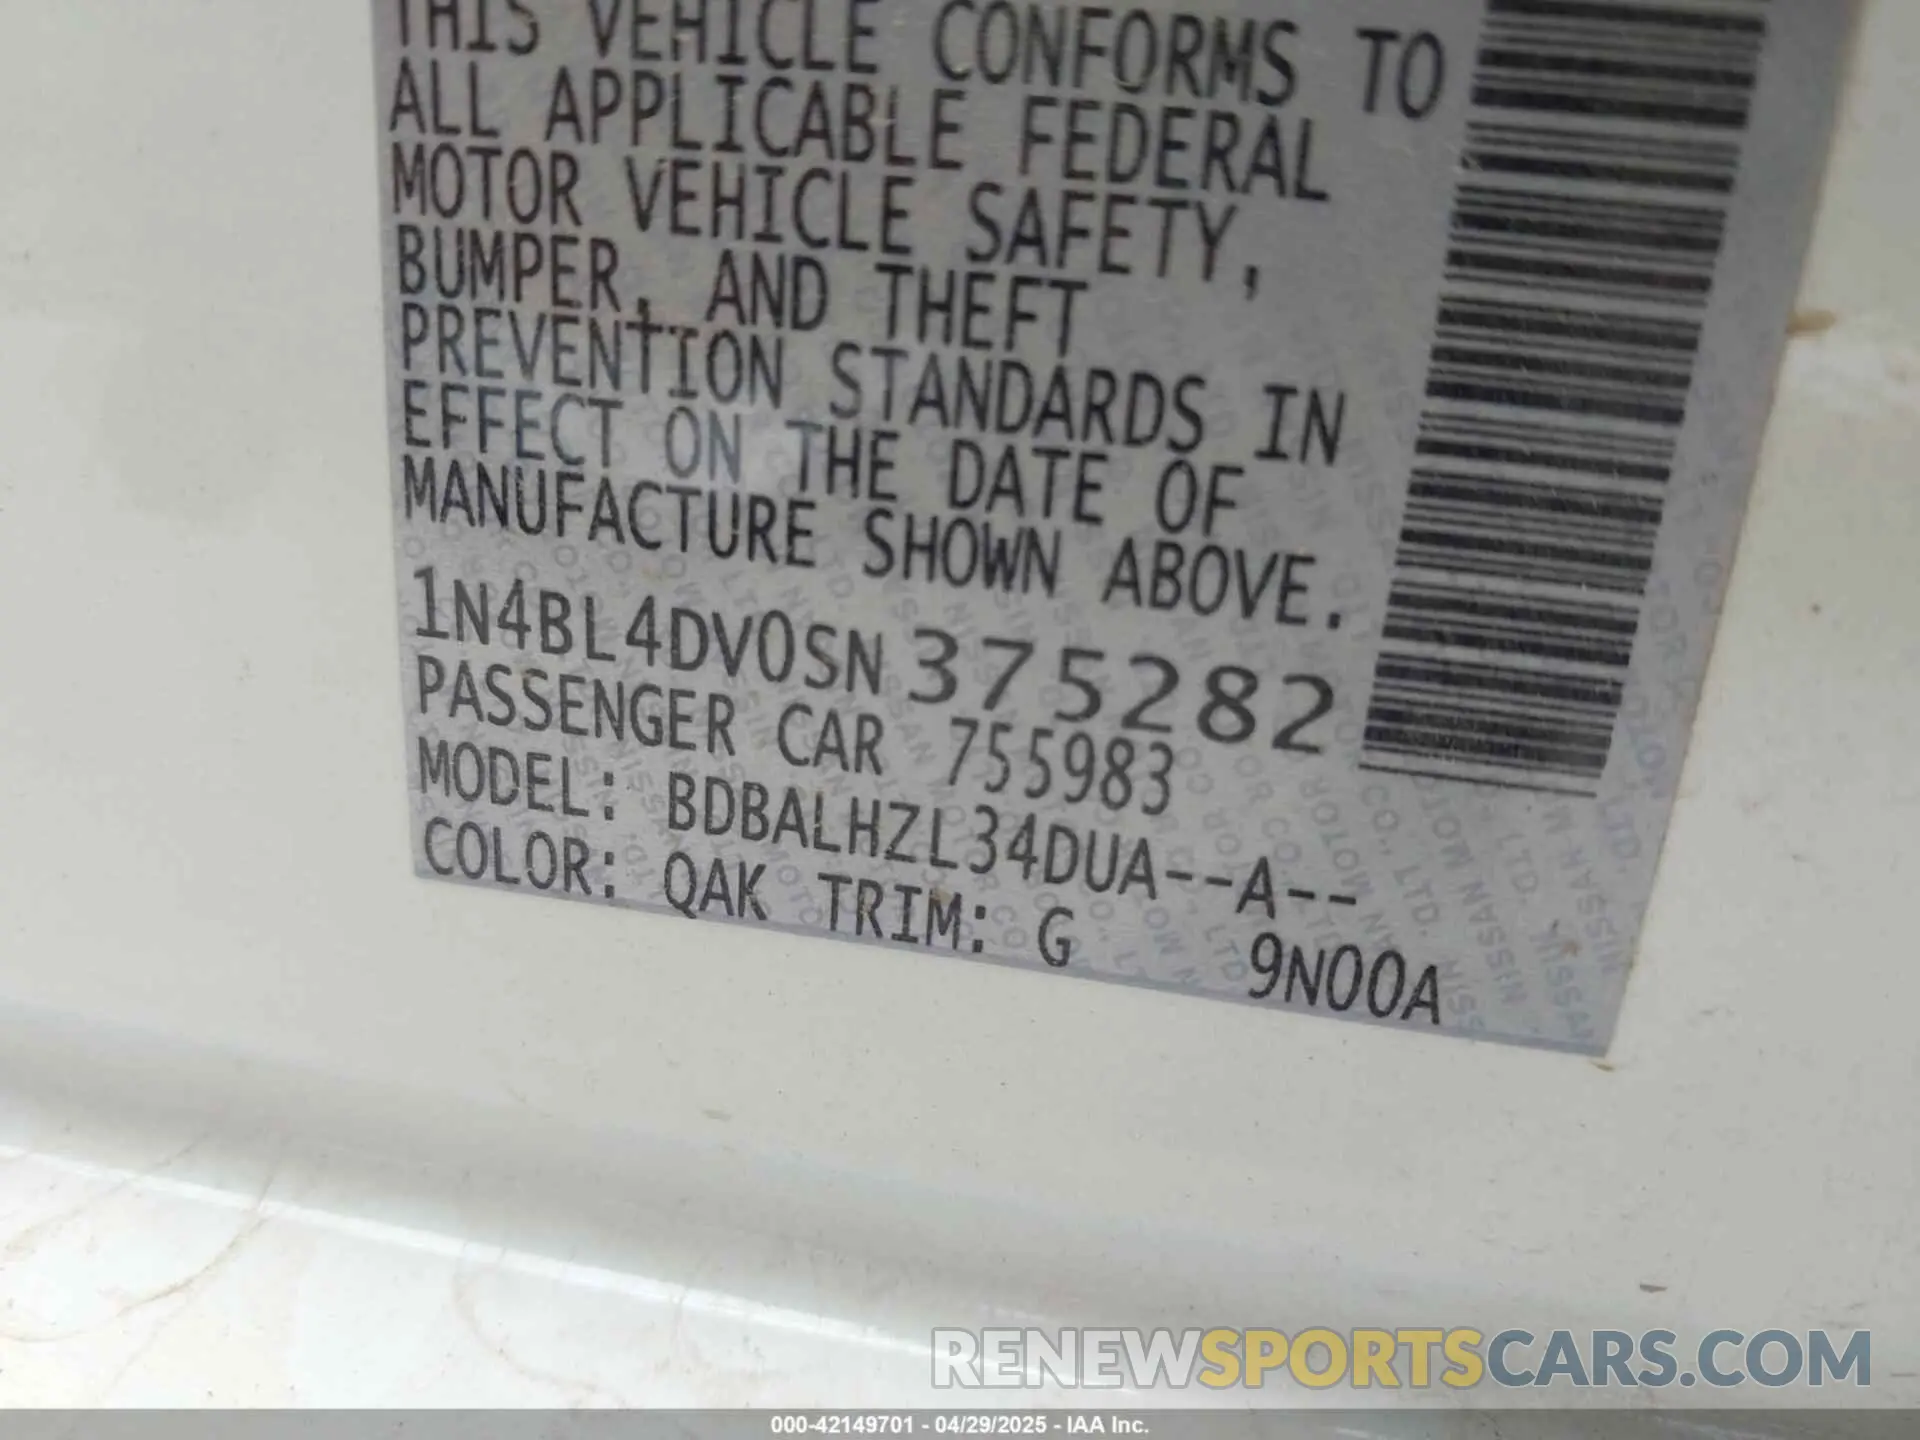 THIS VEHICLE CONFORMS TO
ALL APPLICABLE FEDERAL
MOTOR VEHICLE SAFETY,
BUMPER, AND THEFT
PREVENTION STANDARDS IN
EFFECT ON THE DATE OF
MANUFACTURE SHOWN ABOVE.
1N4BL4DV0SN375282
PASSENGER CAR 755983
MODEL: BDBALHZL34DUA--A--
COLOR: QAK TRIM: G 9N00A
RENEWSPORTSCARS.COM
000-42149701 - 04/29/2025 - IAA Inc.